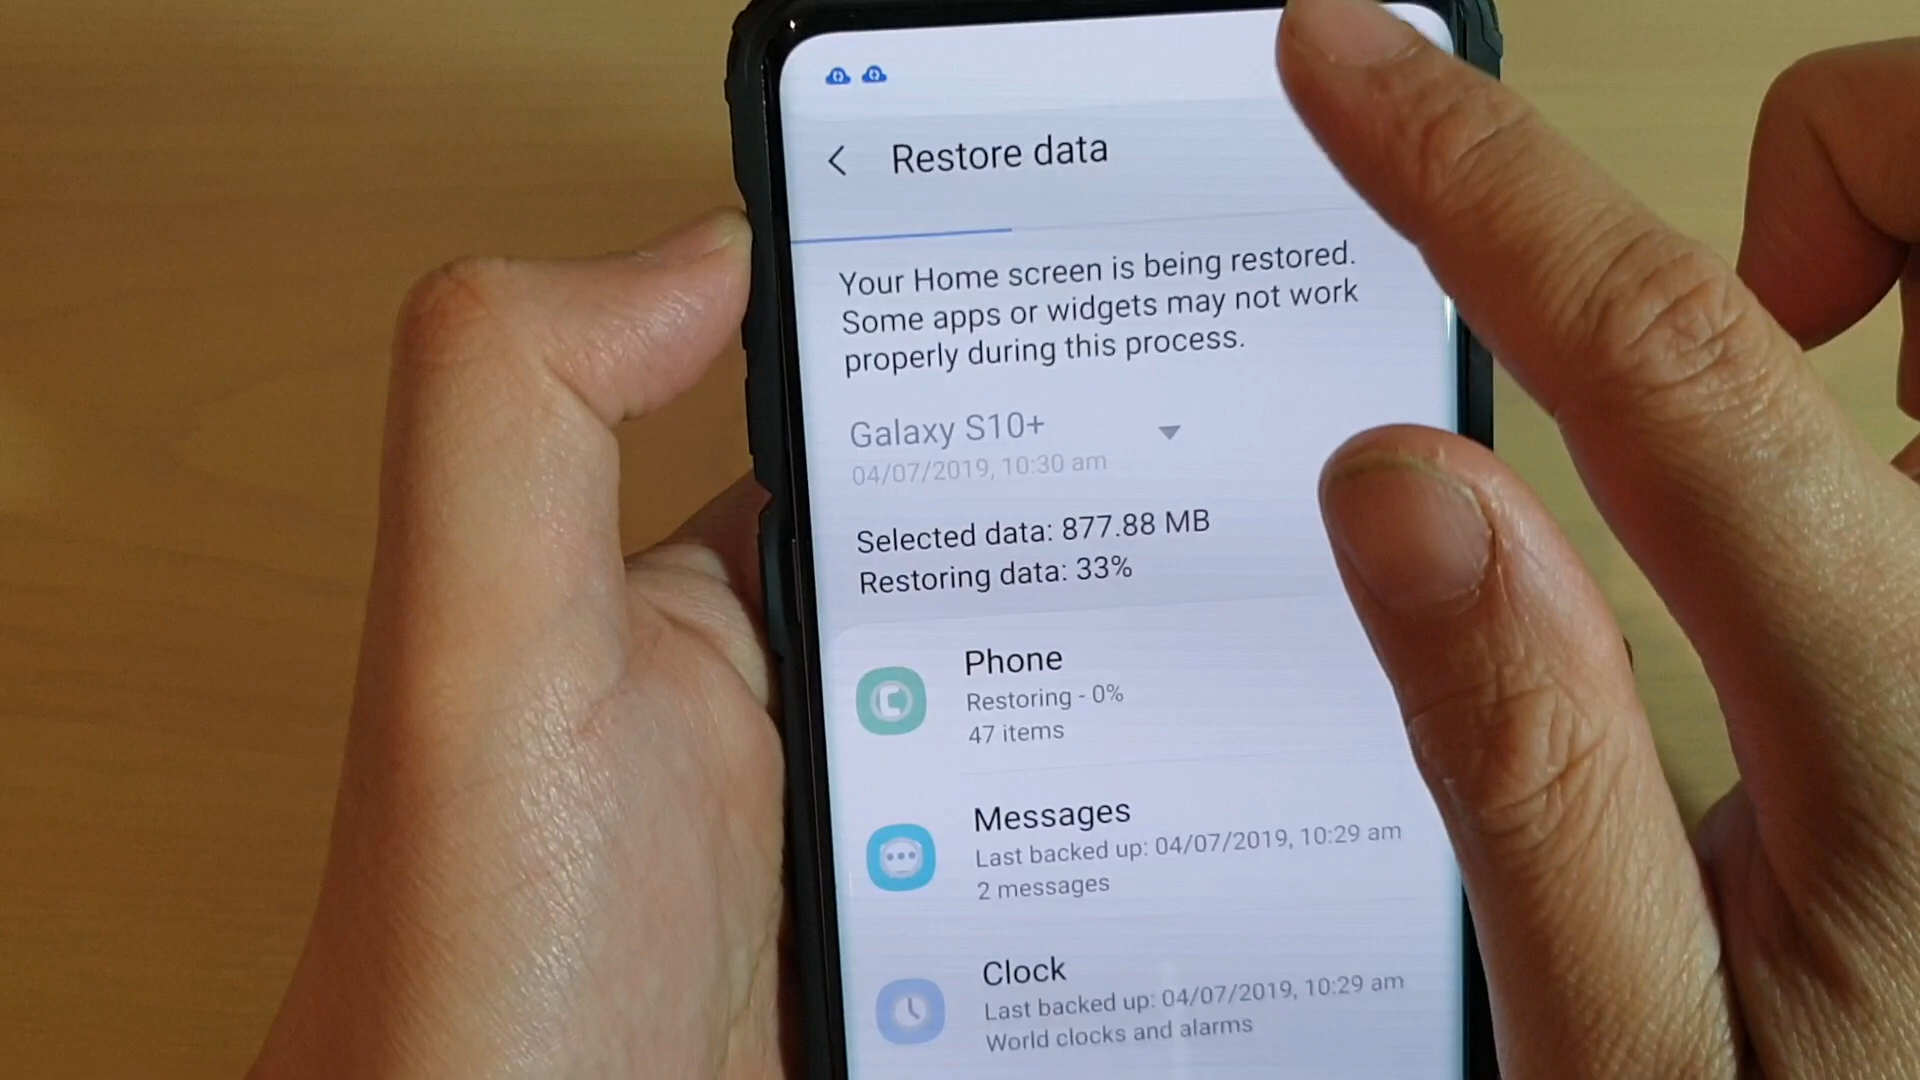 Restore data
Your Home screen is being restored.
Some apps or widgets may not work
properly during this process.
Galaxy S10+
04/07/2019, 10:30 am
Selected data: 877.88 MB
Restoring data: 33%
Phone
Restoring - 0%
47 items
Messages
Last backed up: 04/07/2019, 10:29 am
2 messages
Clock
Last backed up: 04/07/2019, 10:29 am
World clocks and alarms